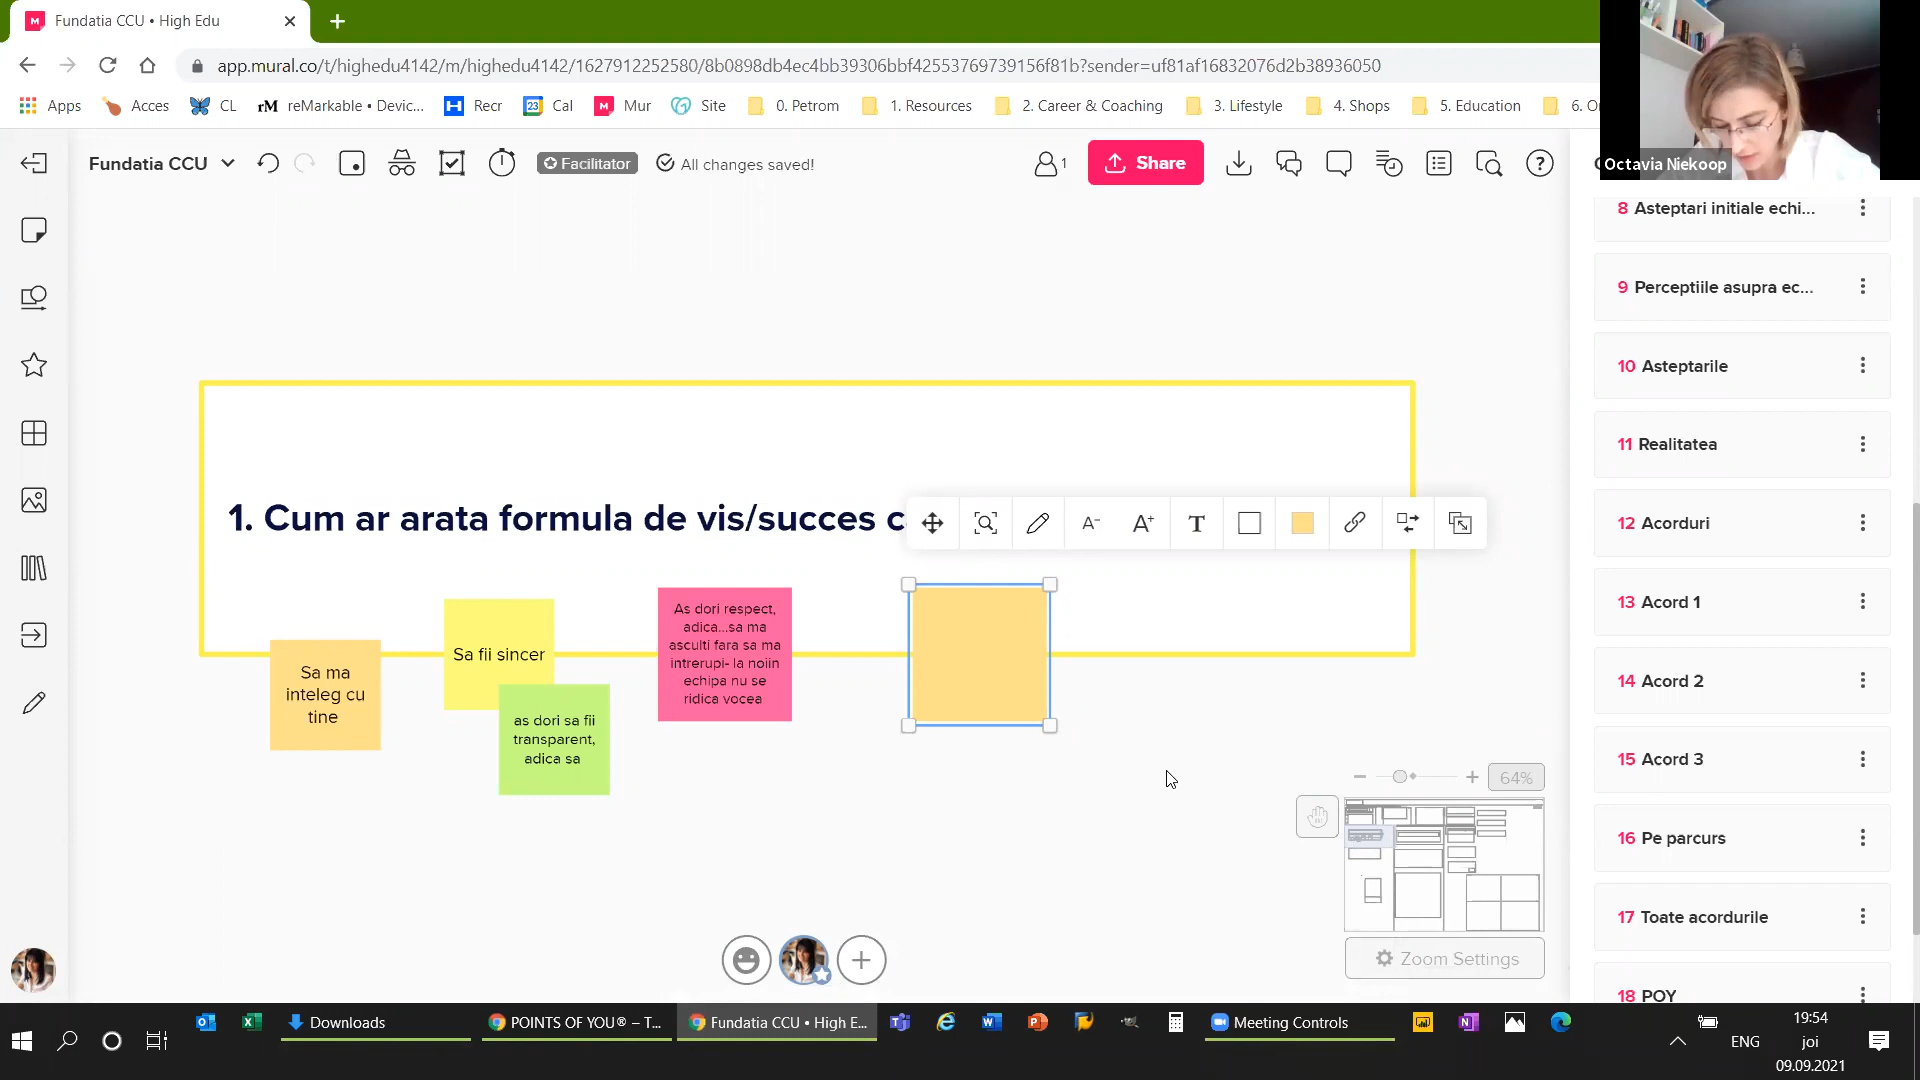 Fundatia CCU • High Edu
app.mural.co/t/highedu4142/m/highedu4142/1627912252580/8b0898db4ec4bb39306bbf42553769739156f81b?sender=uf81af16832076d2b38936050
Apps
Acces
CL
rM reMarkable • Devic...
Recr
23 Cal
M Mur
Site
0. Petrom
1. Resources
2. Career & Coaching
3. Lifestyle
4. Shops
5. Education
6. O
Octavia Niekoop
Fundatia CCU
Facilitator
All changes saved!
1
Share
8 Asteptari initiale echi...
9 Perceptiile asupra ec...
10 Asteptarile
11 Realitatea
12 Acorduri
13 Acord 1
14 Acord 2
15 Acord 3
16 Pe parcurs
17 Toate acordurile
18 POY
1. Cum ar arata formula de vis/succes c
A-
A+
T
Sa ma
inteleg cu
tine
Sa fii sincer
as dori sa fii
transparent,
adica sa
As dori respect,
adica...sa ma
asculti fara sa ma
intrerupi- la noiin
echipa nu se
ridica vocea
64%
Zoom Settings
Downloads
POINTS OF YOU® – T...
Fundatia CCU • High E...
Meeting Controls
ENG
19:54
joi
09.09.2021